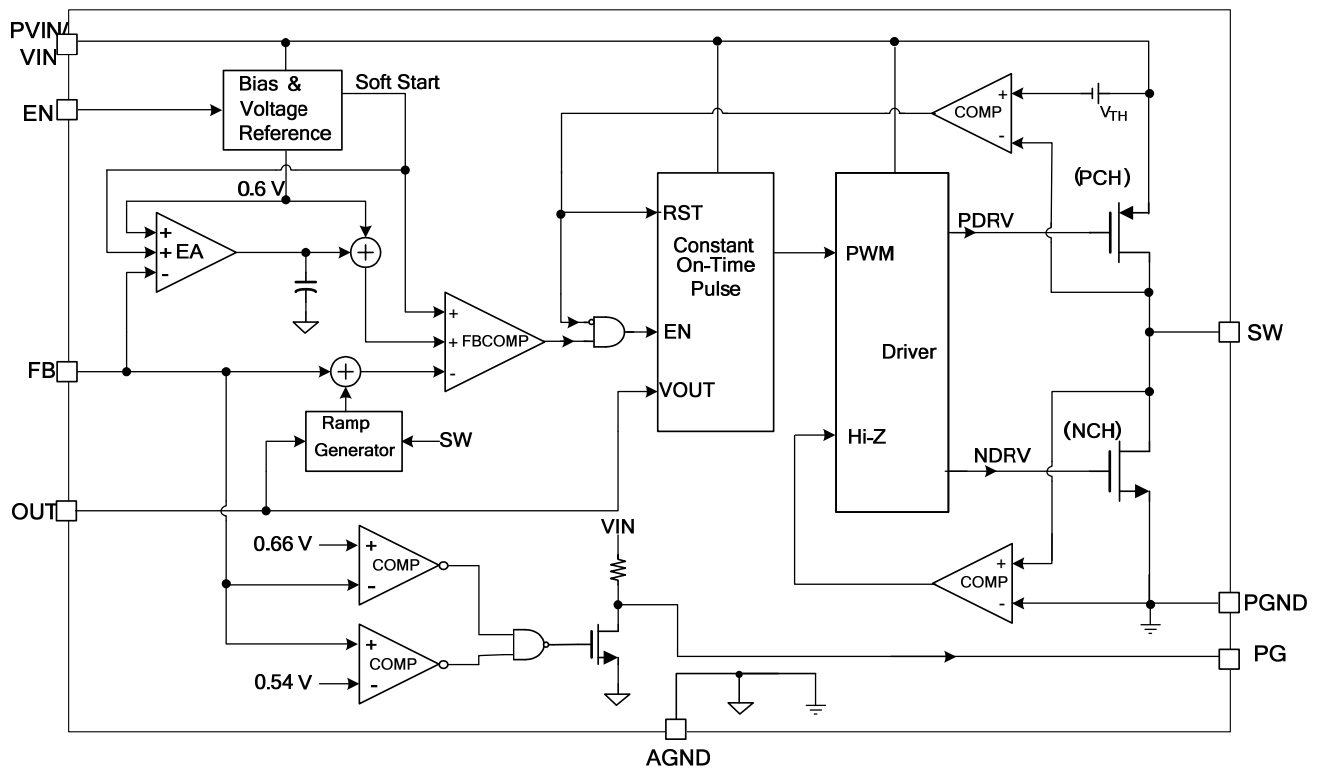 PVIN/
VIN
EN
Bias &
Voltage
Reference
Soft Start
0.6 V
+
+ EA
-
+
FB
+
Ramp
Generator
SW
OUT
+
+ FBCOMP
-
RST
Constant
On-Time
Pulse
EN
VOUT
PWM
Driver
Hi-Z
PDRV
NDRV
+
COMP
-
VTH
(PCH)
(NCH)
SW
+
COMP
-
PGND
PG
VIN
0.66 V
+
COMP
-
+
COMP
-
0.54 V
AGND